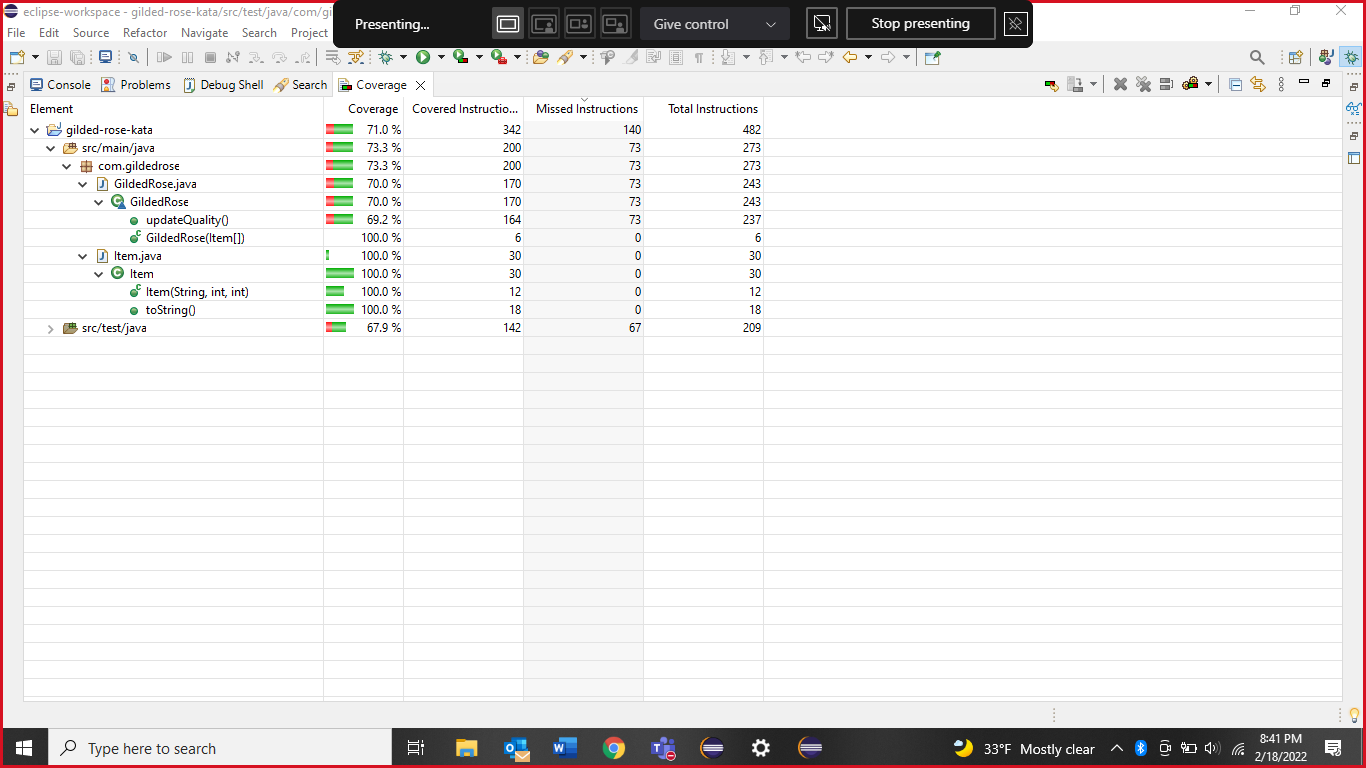 eclipse-workspace - gilded-rose-kata/src/test/java/com/gi
Presenting...
Give control
Stop presenting
File Edit Source Refactor Navigate Search Project
Console Problems Debug Shell Search Coverage
Element Coverage Covered Instructio... Missed Instructions Total Instructions
gilded-rose-kata 71.0 % 342 140 482
src/main/java 73.3 % 200 73 273
com.gildedrose 73.3 % 200 73 273
GildedRose.java 70.0 % 170 73 243
GildedRose 70.0 % 170 73 243
updateQuality() 69.2 % 164 73 237
GildedRose(Item[]) 100.0 % 6 0 6
Item.java 100.0 % 30 0 30
Item 100.0 % 30 0 30
Item(String, int, int) 100.0 % 12 0 12
toString() 100.0 % 18 0 18
src/test/java 67.9 % 142 67 209
Type here to search
33°F Mostly clear
8:41 PM
2/18/2022